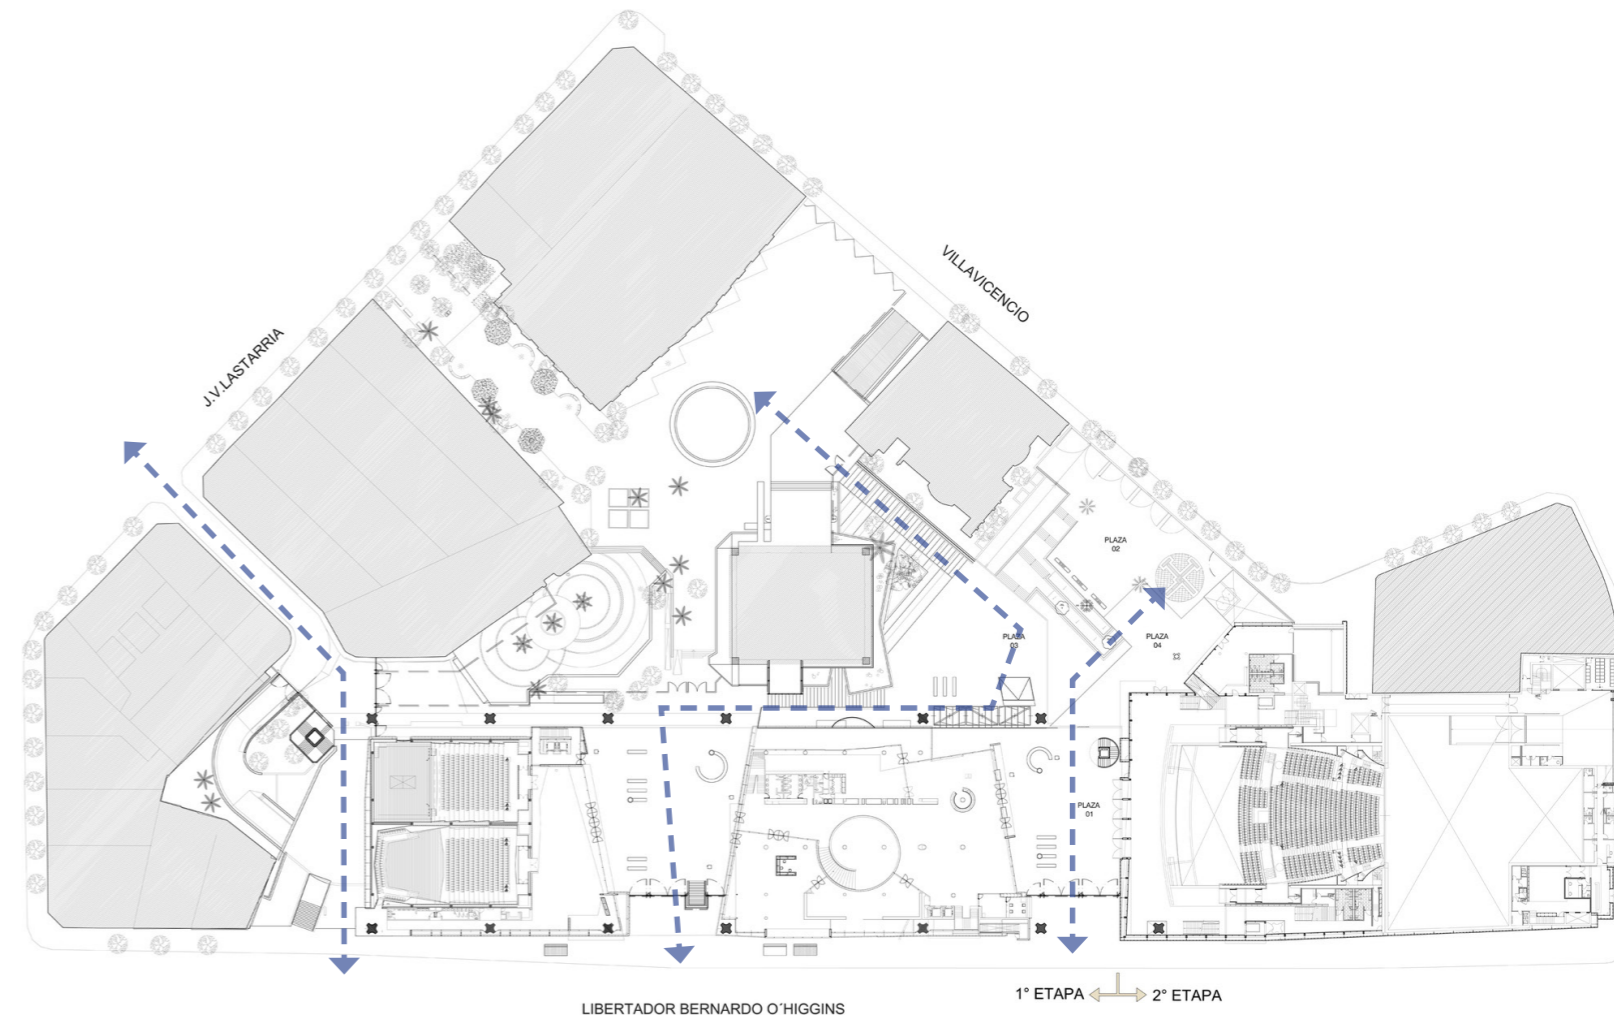 VILLAVICENCIO
J.V.LASTARRIA
PLAZA
02
PLAZA
03
PLAZA
04
PLAZA
01
1° ETAPA
2° ETAPA
LIBERTADOR BERNARDO O´HIGGINS